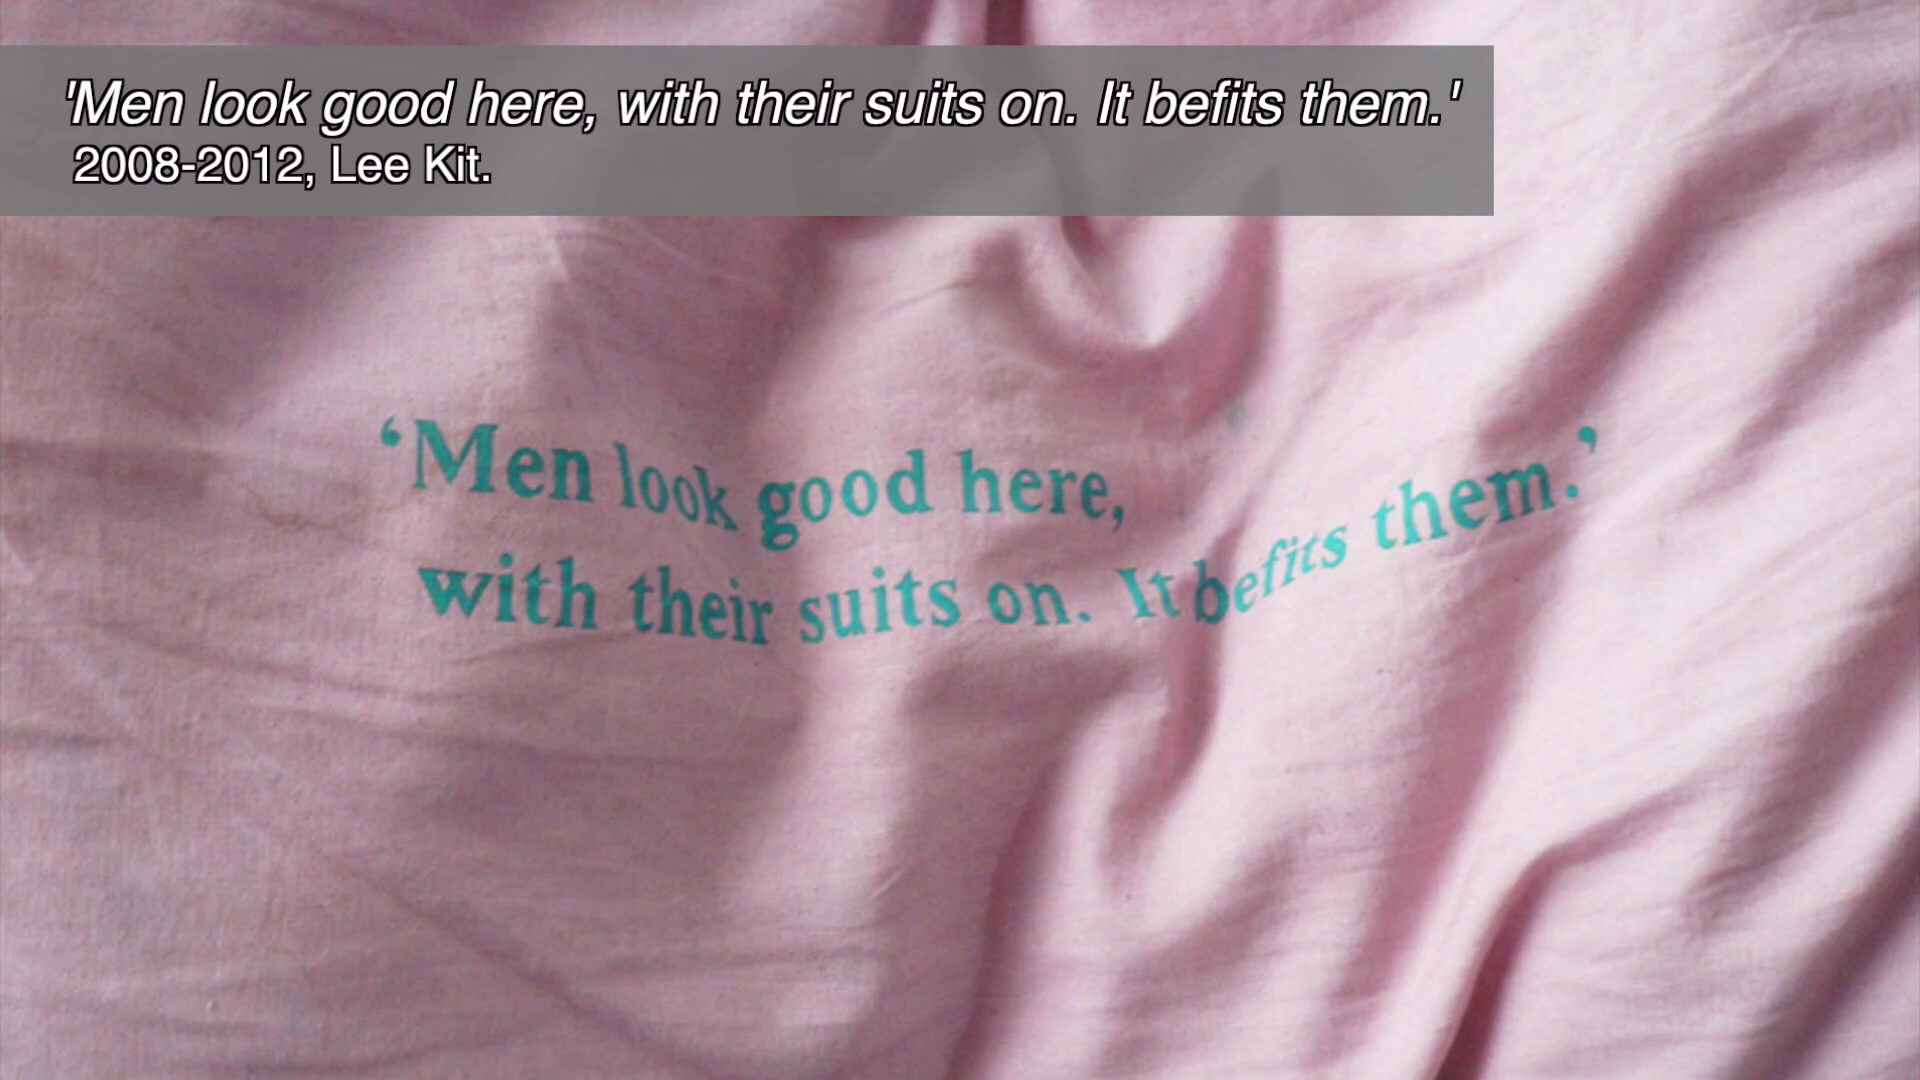 'Men look good here, with their suits on. It befits them.'
2008-2012, Lee Kit.
‘Men look good here,
with their suits on. It befits them.’